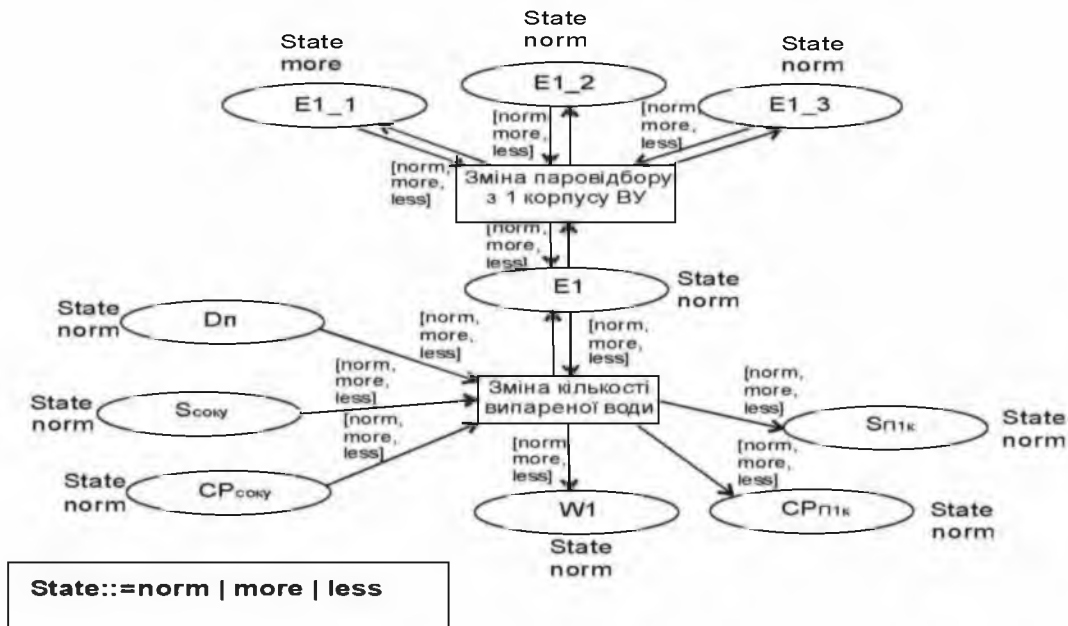 State
more
E1_1
State
norm
E1_2
State
norm
E1_3
[norm,
more,
less]
[norm,
more,
less]
[norm,
more,
less]
Зміна паровідбору
з 1 корпусу ВУ
[norm,
more,
less]
E1
State
norm
State
norm
Dп
[norm,
more,
less]
[norm,
more,
less]
[norm,
more,
less]
State
norm
Sсоку
Зміна кількості
випареної води
[norm,
more,
less]
Sп1к
State
norm
[norm,
more,
less]
State
norm
CPсоку
[norm,
more,
less]
W1
State
norm
[norm,
more,
less]
CPп1к
State
norm
State::=norm | more | less